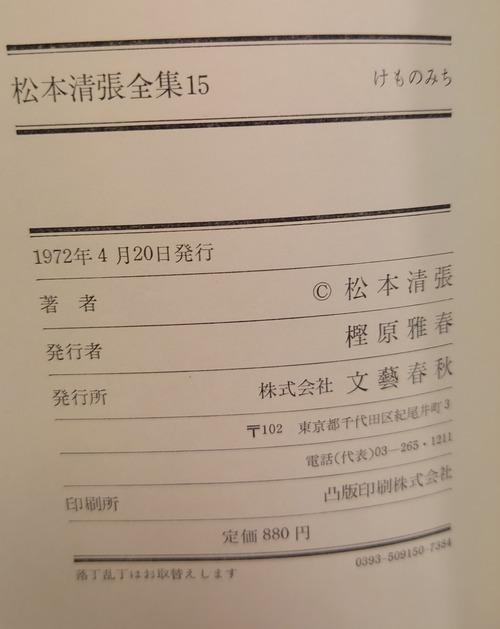 松本清張全集15 けものみち
1972年4月20日発行
著者 © 松本清張
発行者 樫原雅春
発行所 株式会社 文藝春秋
〒102 東京都千代田区紀尾井町3
電話(代表)03―265・1211
印刷所 凸版印刷株式会社
定価880円
落丁乱丁はお取替えします 0393-509150-7384